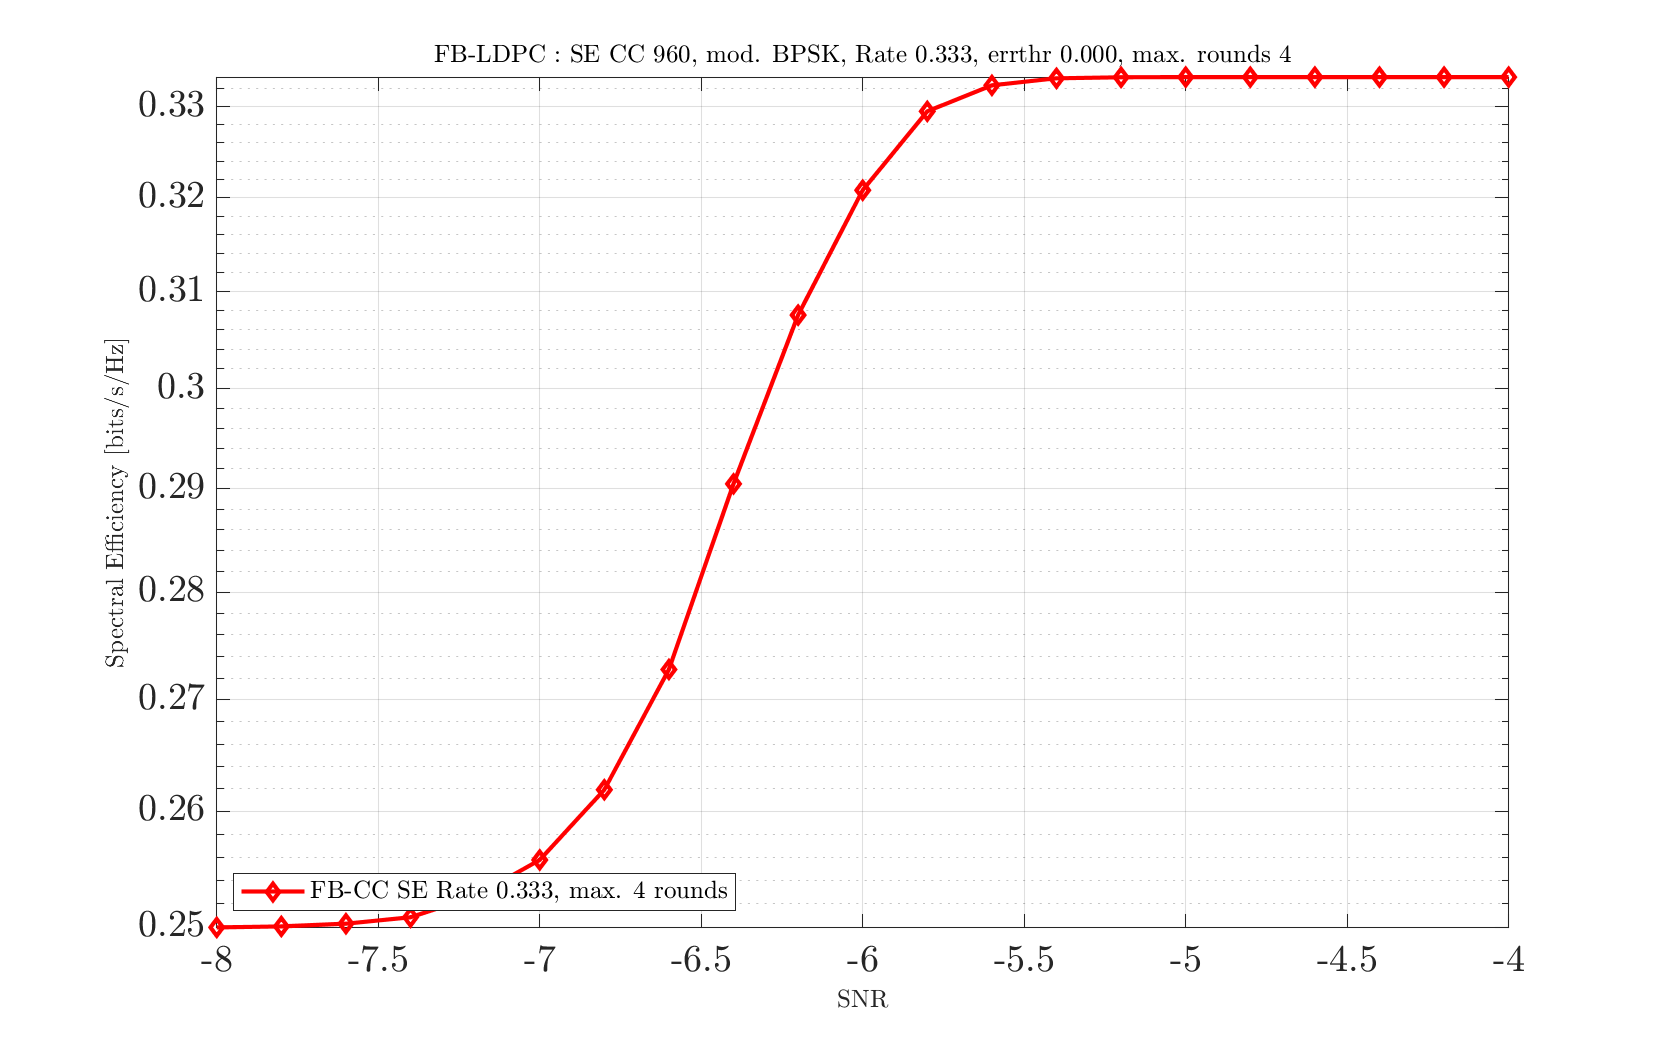 FB-LDPC : SE CC 960, mod. BPSK, Rate 0.333, errthr 0.000, max. rounds 4
0.33
0.32
0.31
0.3
0.29
0.28
0.27
0.26
0.25
Spectral Efficiency [bits/s/Hz]
FB-CC SE Rate 0.333, max. 4 rounds
-8 -7.5 -7 -6.5 -6 -5.5 -5 -4.5 -4
SNR